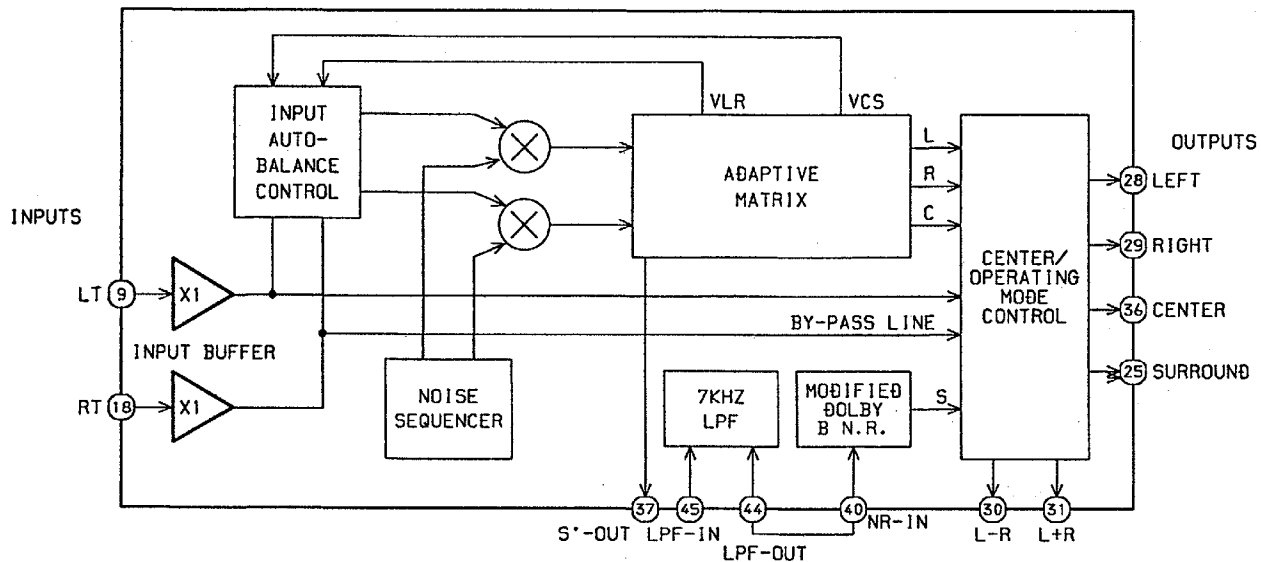 VLR
VCS
INPUT
AUTO-
BALANCE
CONTROL
ADAPTIVE
MATRIX
L
R
C
OUTPUTS
28 LEFT
29 RIGHT
36 CENTER
25 SURROUND
CENTER/
OPERATING
MODE
CONTROL
INPUTS
LT 9
X1
INPUT BUFFER
RT 18
X1
BY-PASS LINE
NOISE
SEQUENCER
7KHZ
LPF
MODIFIED
DOLBY
B N.R.
S
37
45
44
40
30
31
S'-OUT
LPF-IN
LPF-OUT
NR-IN
L-R
L+R